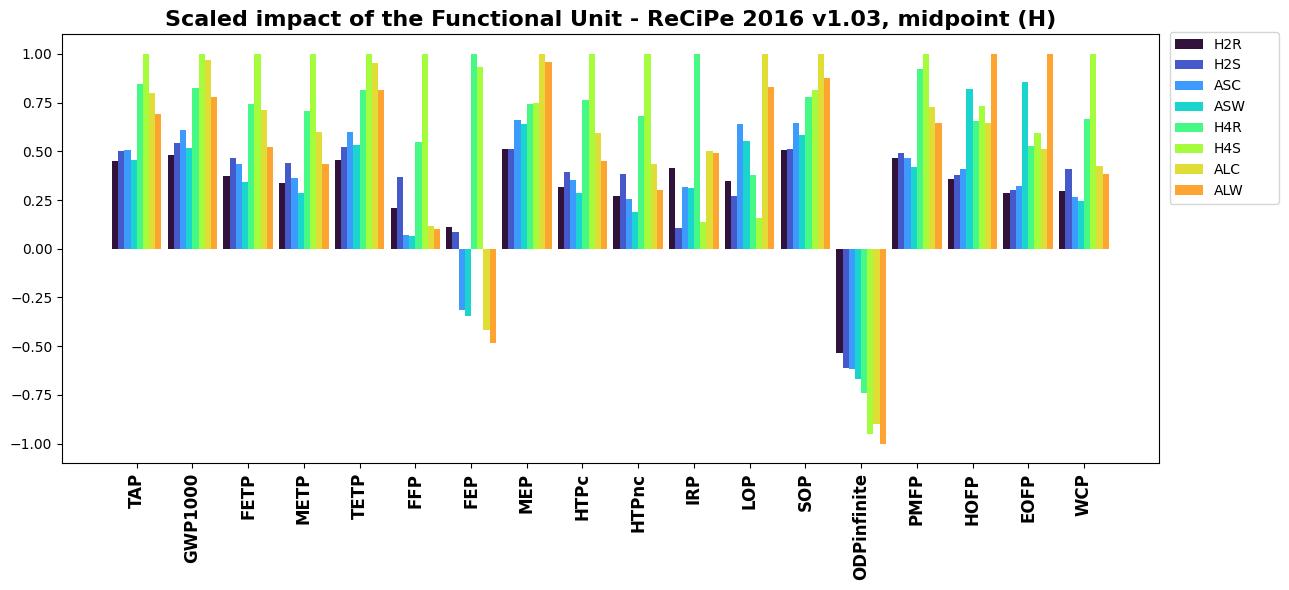 Scaled impact of the Functional Unit - ReCiPe 2016 v1.03, midpoint (H)
1.00
0.75
0.50
0.25
0.00
−0.25
−0.50
−0.75
−1.00
TAP
GWP1000
FETP
METP
TETP
FFP
FEP
MEP
HTPc
HTPnc
IRP
LOP
SOP
ODPinfinite
PMFP
HOFP
EOFP
WCP
H2R
H2S
ASC
ASW
H4R
H4S
ALC
ALW